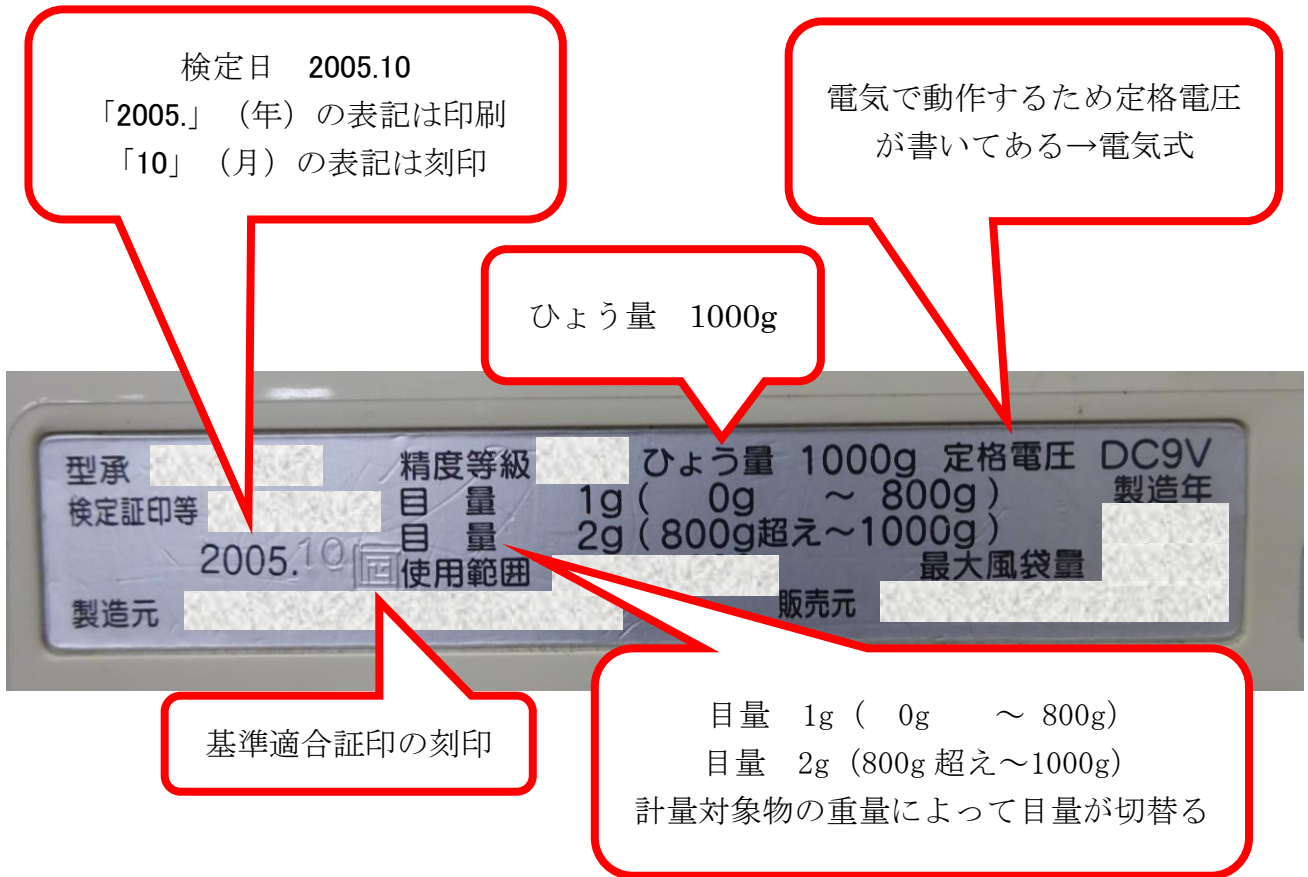 検定日　2005.10
「2005.」（年）の表記は印刷
「10」（月）の表記は刻印
電気で動作するため定格電圧
が書いてある→電気式
ひょう量　1000g
型承　精度等級　ひょう量 1000g 定格電圧 DC9V
検定証印等　目　量　1g (　0g　～ 800g)　製造年
2005.10　目　量　2g (800g超え～1000g)
使用範囲　最大風袋量
製造元　販売元
基準適合証印の刻印
目量　1g (　0g　～ 800g)
目量　2g (800g 超え～1000g)
計量対象物の重量によって目量が切替る